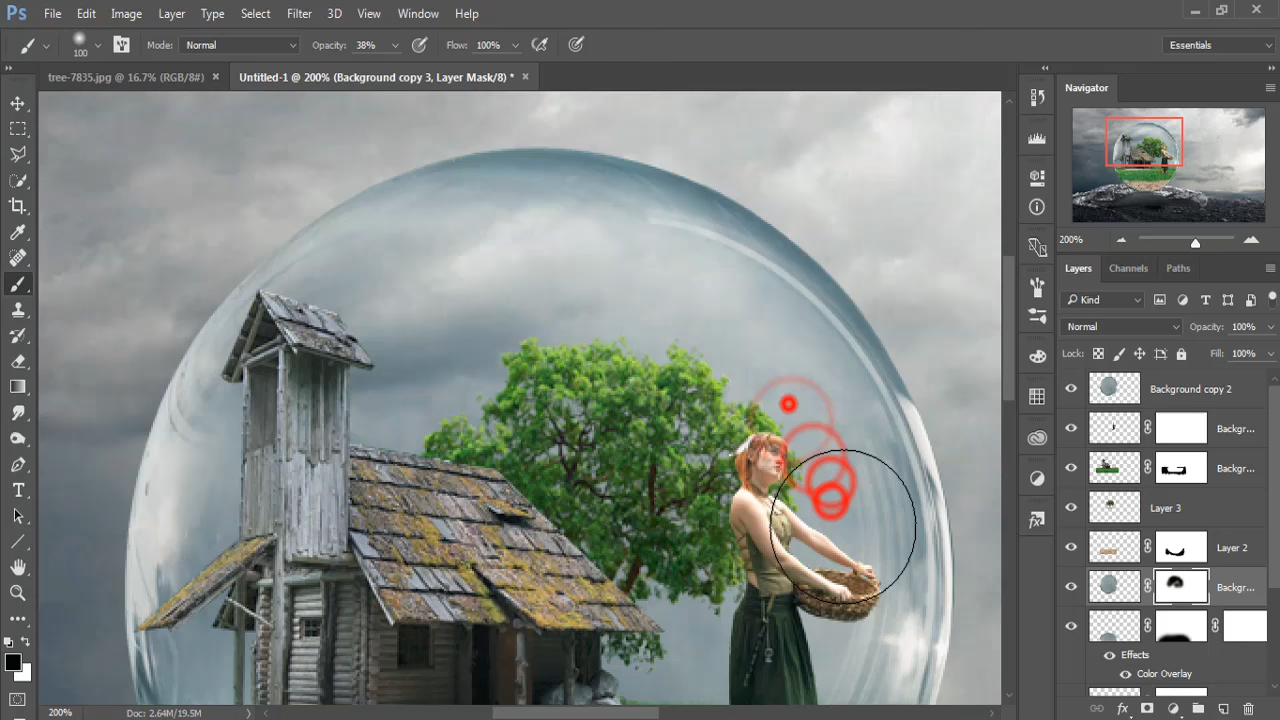 Ps File Edit Image Layer Type Select Filter 3D View Window Help
100 Mode: Normal Opacity: 38% Flow: 100% Essentials
tree-7835.jpg @ 16.7% (RGB/8#) × Untitled-1 @ 200% (Background copy 3, Layer Mask/8) * ×
Navigator
200%
Layers Channels Paths
Kind
Normal Opacity: 100%
Lock: Fill: 100%
Background copy 2
Backgr...
Backgr...
Layer 3
Layer 2
Backgr...
Effects
Color Overlay
200% Doc: 2.64M/19.5M